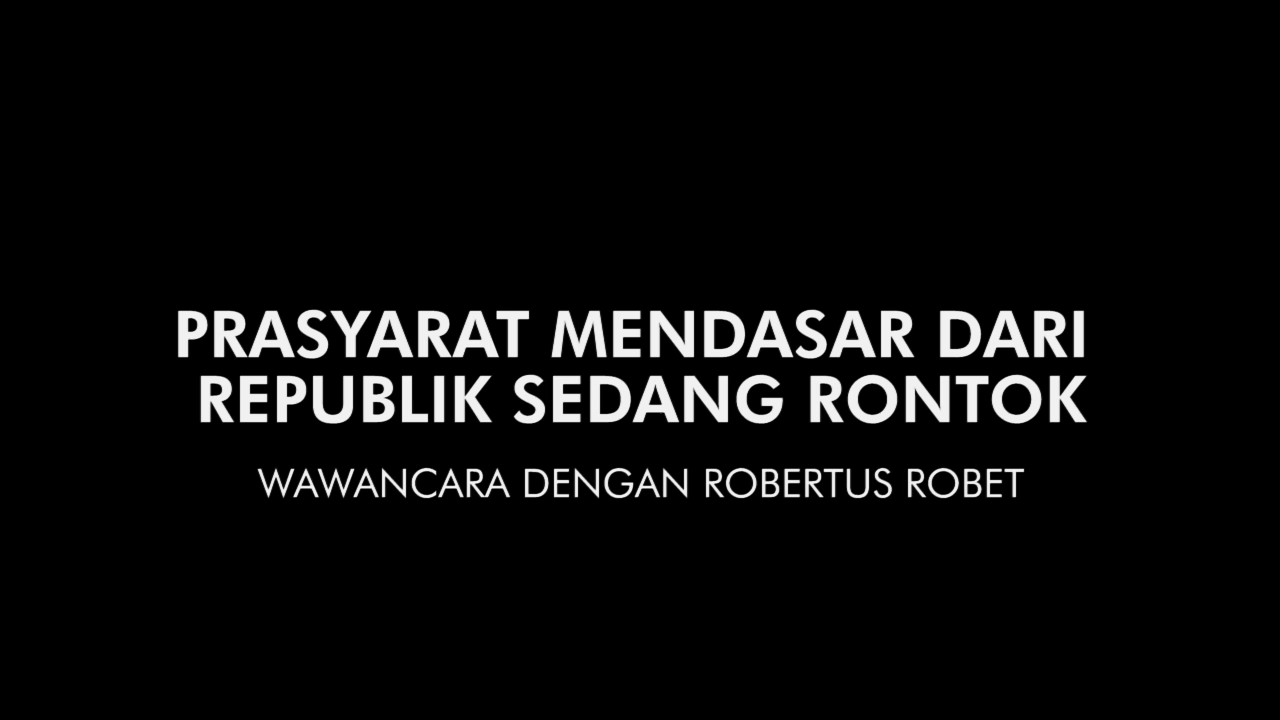 PRASYARAT MENDASAR DARI
REPUBLIK SEDANG RONTOK
WAWANCARA DENGAN ROBERTUS ROBET